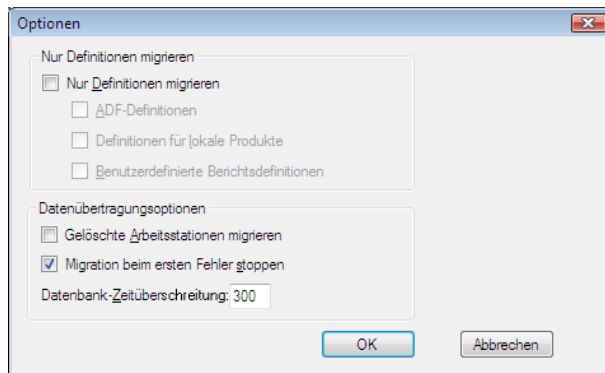 Optionen
Nur Definitionen migrieren
Nur Definitionen migrieren
ADF-Definitionen
Definitionen für lokale Produkte
Benutzerdefinierte Berichtsdefinitionen
Datenübertragungsoptionen
Gelöschte Arbeitsstationen migrieren
Migration beim ersten Fehler stoppen
Datenbank-Zeitüberschreitung: 300
OK Abbrechen